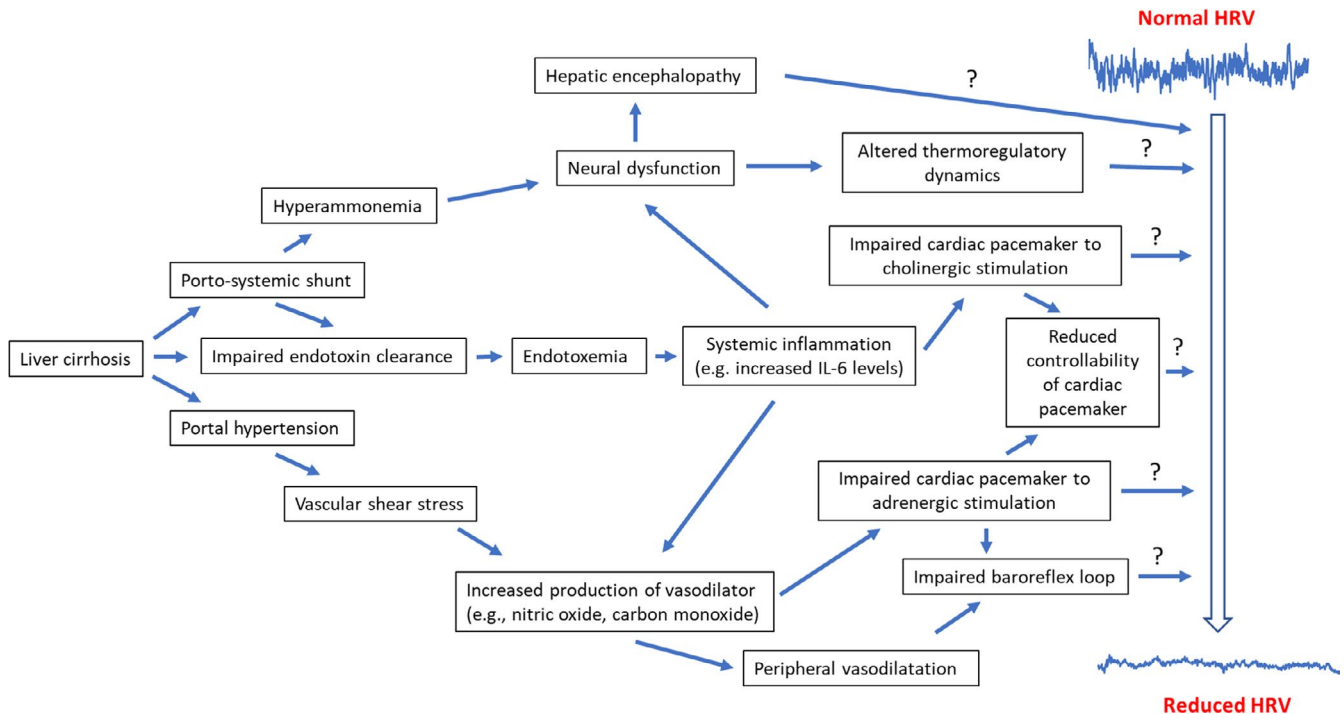 Normal HRV
Hepatic encephalopathy
?
Neural dysfunction
Altered thermoregulatory
dynamics
?
Hyperammonemia
Impaired cardiac pacemaker to
cholinergic stimulation
?
Porto-systemic shunt
Liver cirrhosis
Impaired endotoxin clearance
Endotoxemia
Systemic inflammation
(e.g. increased IL-6 levels)
Reduced
controllability
of cardiac
pacemaker
?
Portal hypertension
Vascular shear stress
Impaired cardiac pacemaker to
adrenergic stimulation
?
Increased production of vasodilator
(e.g., nitric oxide, carbon monoxide)
Impaired baroreflex loop
?
Peripheral vasodilatation
Reduced HRV